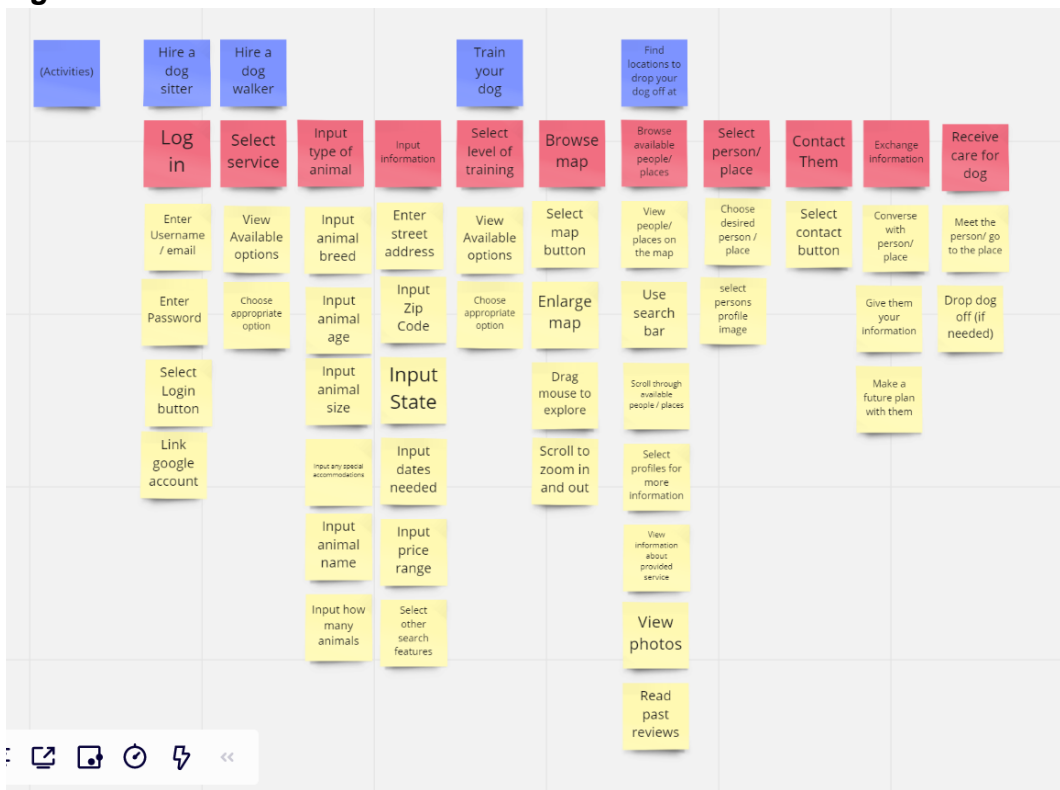 (Activities)
Hire a
dog
sitter
Hire a
dog
walker
Train
your
dog
Find
locations to
drop your
dog off at
Log
in
Select
service
Input
type of
animal
Input
information
Select
level of
training
Browse
map
Browse
available
people/
places
Select
person/
place
Contact
Them
Exchange
information
Receive
care for
dog
Enter
Username
/ email
View
Available
options
Input
animal
breed
Enter
street
address
View
Available
options
Select
map
button
View
people/
places on
the map
Choose
desired
person /
place
Select
contact
button
Converse
with
person/
place
Meet the
person/ go
to the place
Enter
Password
Choose
appropriate
option
Input
animal
age
Input
Zip
Code
Choose
appropriate
option
Enlarge
map
Use
search
bar
select
persons
profile
image
Give them
your
information
Drop dog
off (if
needed)
Select
Login
button
Input
animal
size
Input
State
Drag
mouse to
explore
Scroll through
available
people / places
Make a
future plan
with them
Link
google
account
Input any special
accommodations
Input
dates
needed
Scroll to
zoom in
and out
Select
profiles for
more
information
Input
animal
name
Input
price
range
View
information
about
provided
service
Input how
many
animals
Select
other
search
features
View
photos
Read
past
reviews